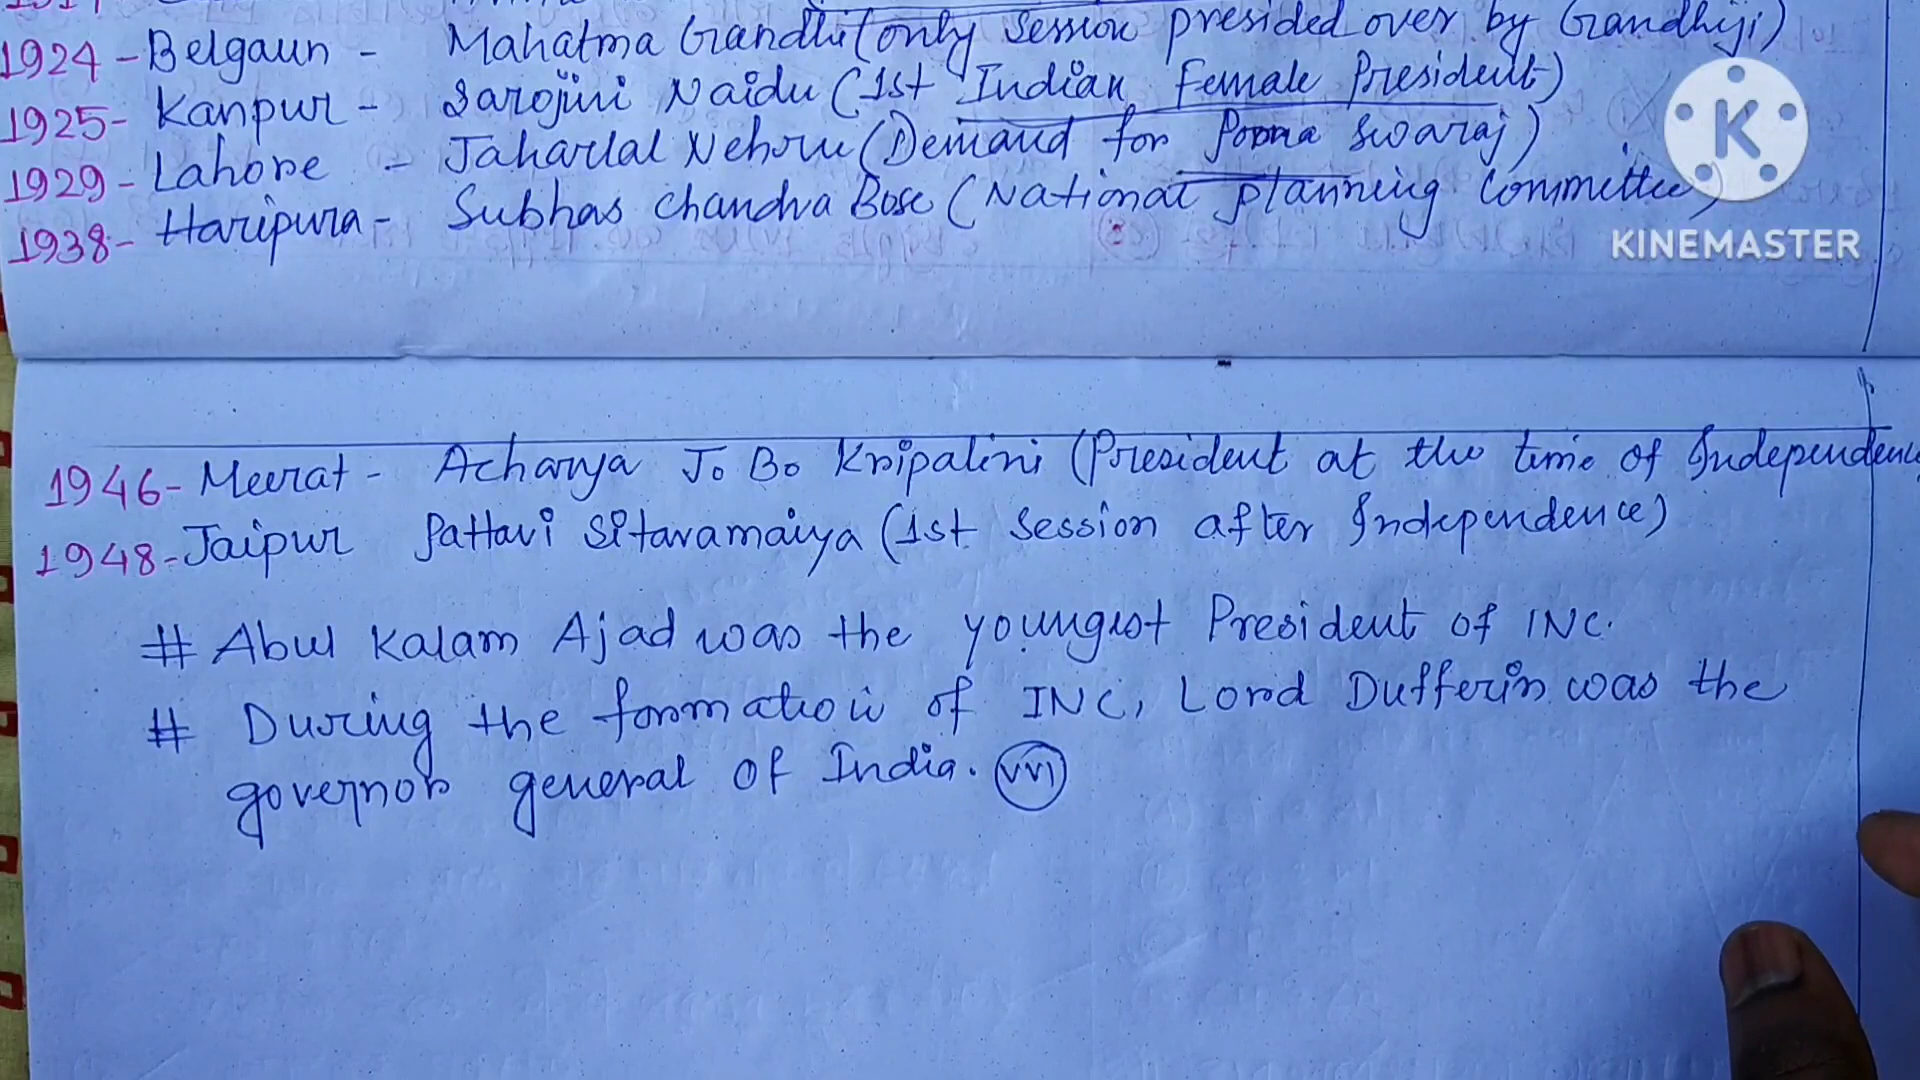 1924 - Belgaun - Mahatma Gandhi (only session presided over by Gandhiji)
1925 - Kanpur - Sarojini Naidu (1st Indian Female President)
1929 - Lahore - Jaharlal Nehru (Demand for Poorna Swaraj)
1938 - Haripura - Subhas Chandra Bose (National planning Committee)
KINEMASTER
1946 - Meerat - Acharya J. B. Kripalini (President at the time of Independence
1948 - Jaipur Pattavi Sitaramaiya (1st Session after Independence)
# Abul Kalam Ajad was the youngest President of INC.
# During the formation of INC, Lord Dufferin was the
governor general of India. VVI